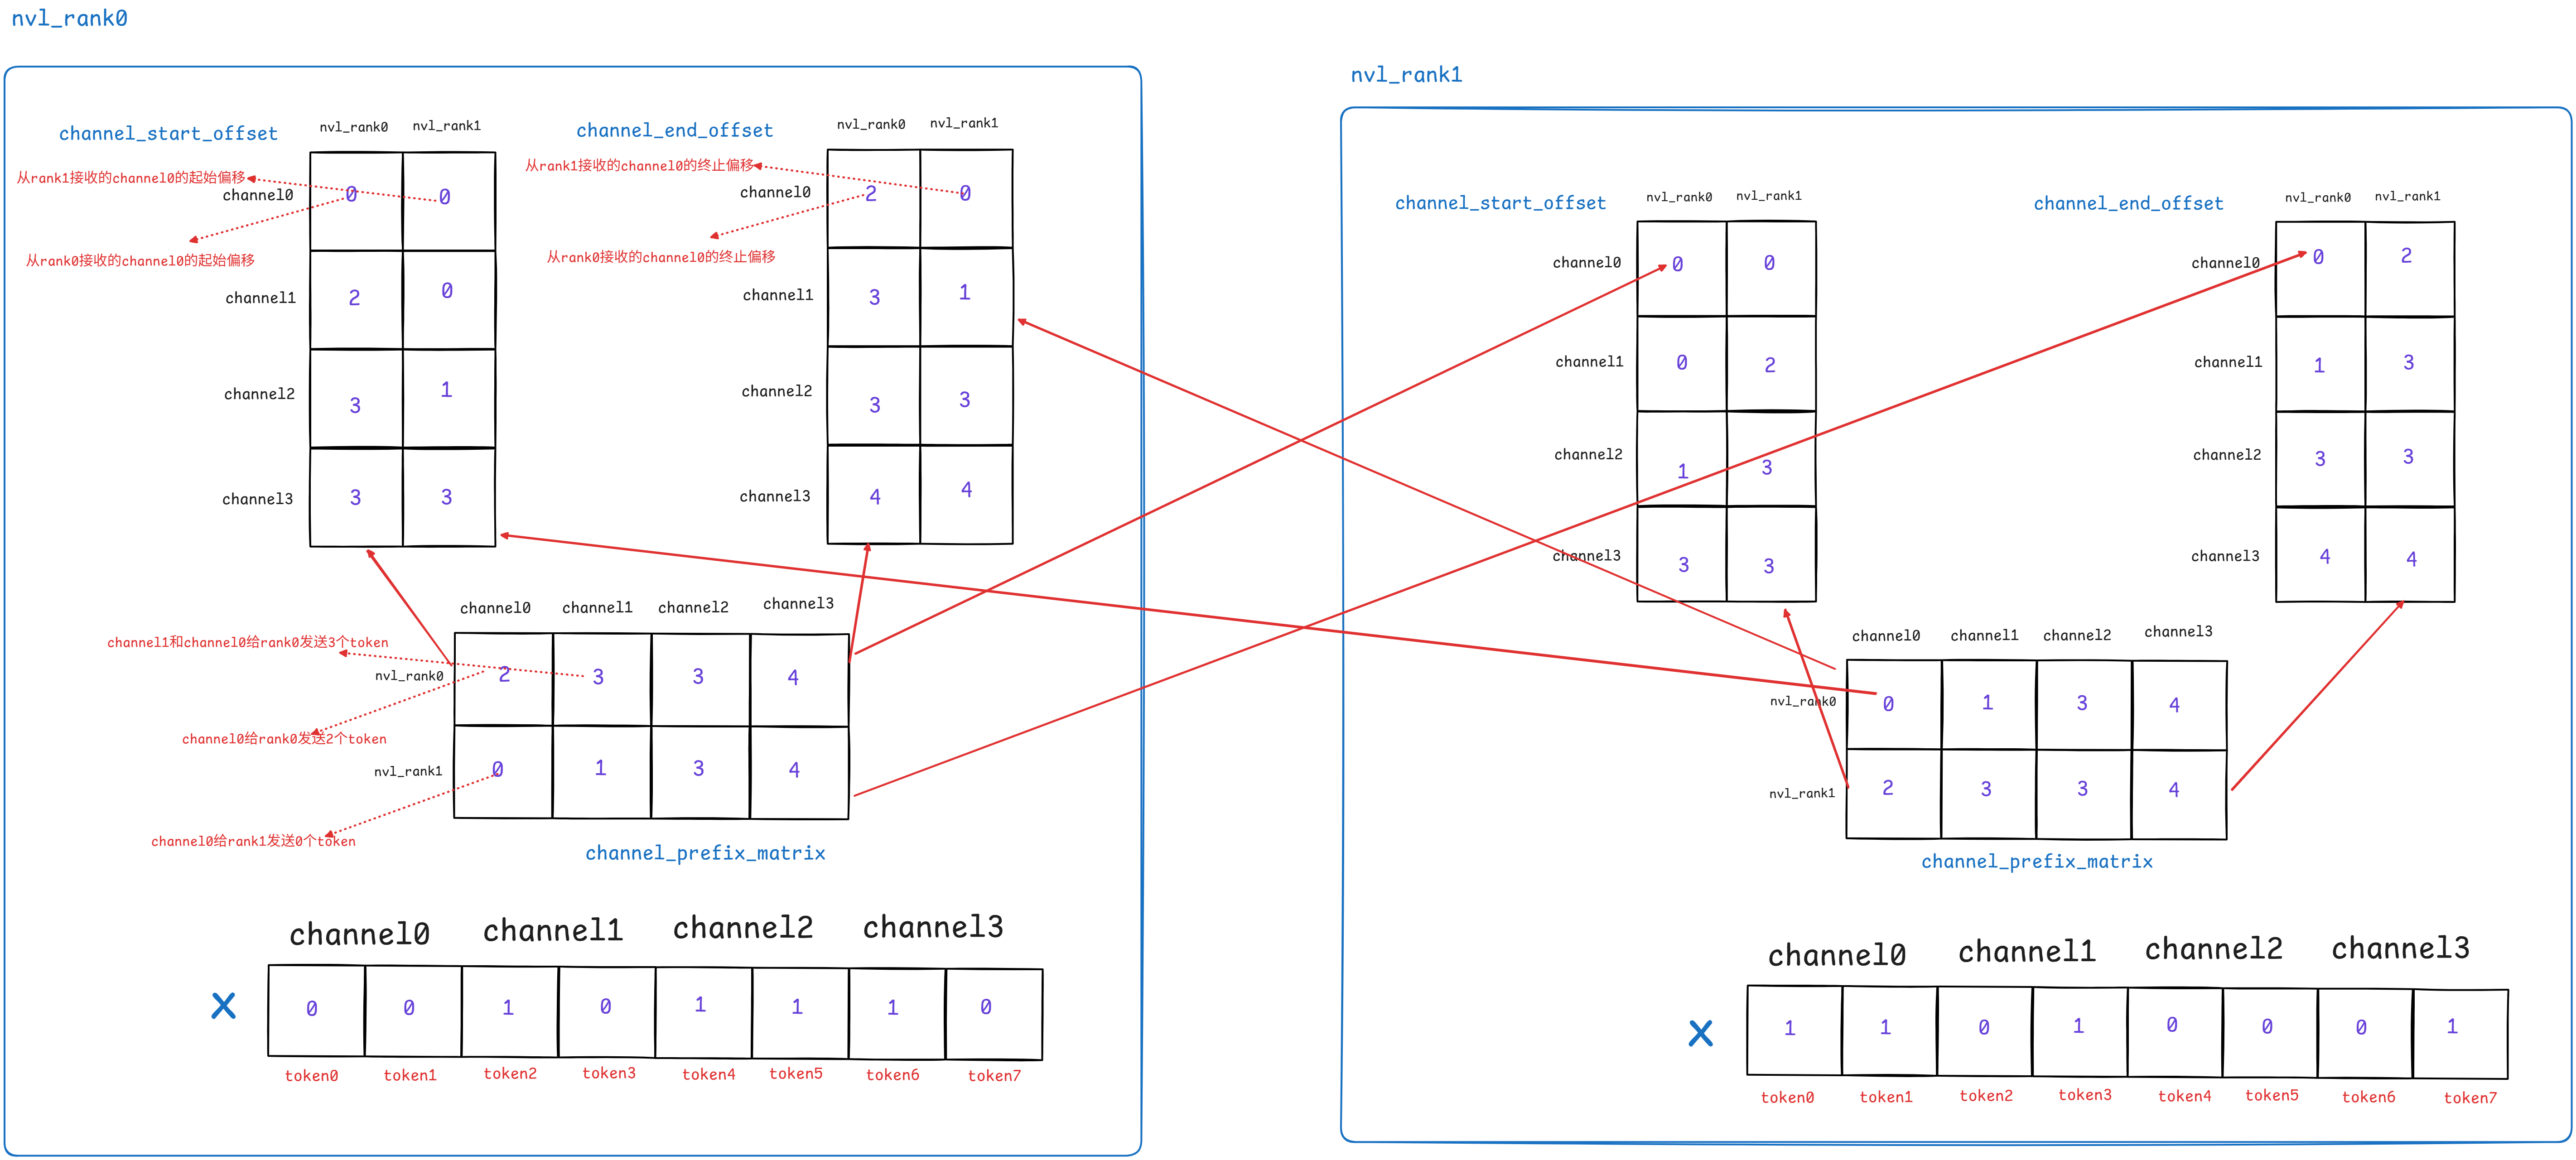 nvl_rank0
channel_start_offset
nvl_rank0 nvl_rank1
从rank1接收的channel0的起始偏移
channel0 0 0
从rank0接收的channel0的起始偏移
channel1 2 0
channel2 3 1
channel3 3 3
channel_end_offset
nvl_rank0 nvl_rank1
从rank1接收的channel0的终止偏移
channel0 2 0
从rank0接收的channel0的终止偏移
channel1 3 1
channel2 3 3
channel3 4 4
channel0 channel1 channel2 channel3
channel1和channel0给rank0发送3个token
nvl_rank0 2 3 3 4
channel0给rank0发送2个token
nvl_rank1 0 1 3 4
channel0给rank1发送0个token
channel_prefix_matrix
channel0 channel1 channel2 channel3
X 0 0 1 0 1 1 1 0
token0 token1 token2 token3 token4 token5 token6 token7
nvl_rank1
channel_start_offset
nvl_rank0 nvl_rank1
channel0 0 0
channel1 0 2
channel2 1 3
channel3 3 3
channel_end_offset
nvl_rank0 nvl_rank1
channel0 0 2
channel1 1 3
channel2 3 3
channel3 4 4
channel0 channel1 channel2 channel3
nvl_rank0 0 1 3 4
nvl_rank1 2 3 3 4
channel_prefix_matrix
channel0 channel1 channel2 channel3
X 1 1 0 1 0 0 0 1
token0 token1 token2 token3 token4 token5 token6 token7